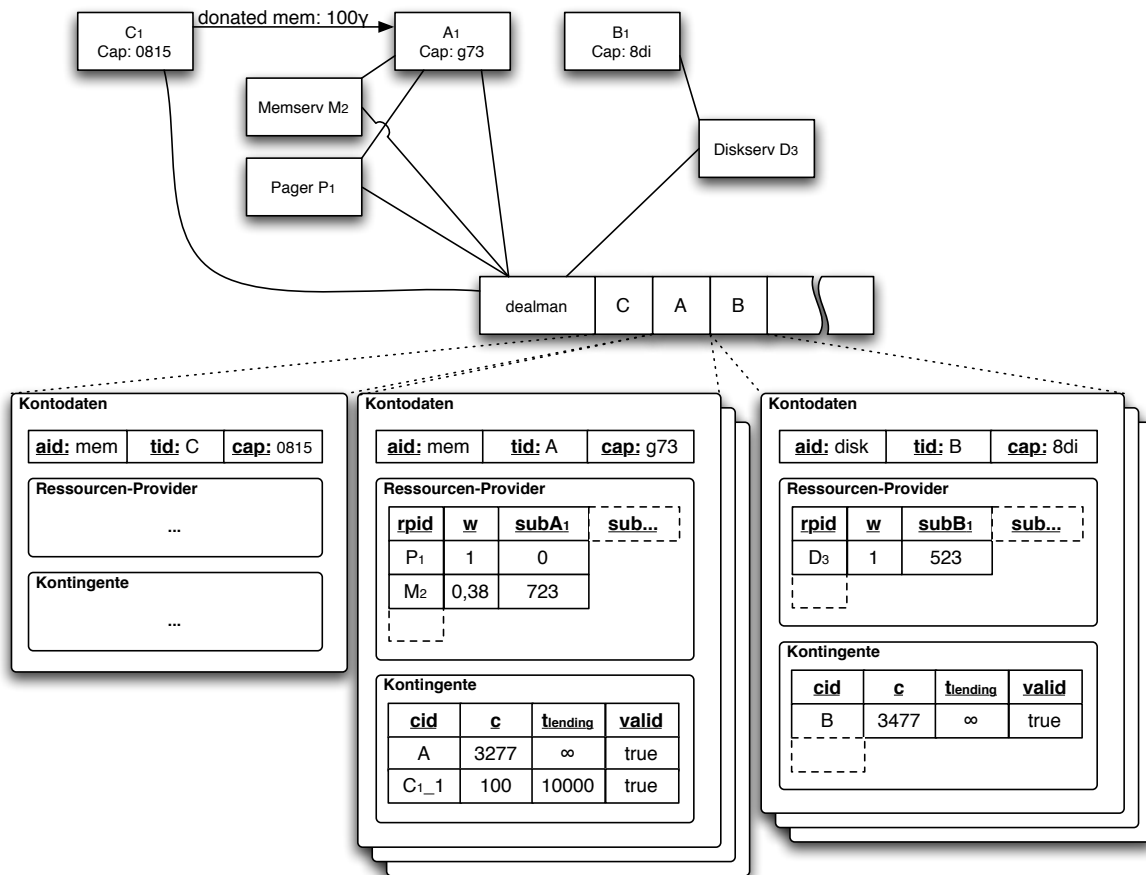 donated mem: 100γ
C1
Cap: 0815
A1
Cap: g73
B1
Cap: 8di
Memserv M2
Diskserv D3
Pager P1
dealman C A B
Kontodaten
aid: mem tid: C cap: 0815
Ressourcen-Provider
...
Kontingente
...
Kontodaten
aid: mem tid: A cap: g73
Ressourcen-Provider
rpid w subA1 sub...
P1 1 0
M2 0,38 723
Kontingente
cid c tlending valid
A 3277 ∞ true
C1_1 100 10000 true
Kontodaten
aid: disk tid: B cap: 8di
Ressourcen-Provider
rpid w subB1 sub...
D3 1 523
Kontingente
cid c tlending valid
B 3477 ∞ true